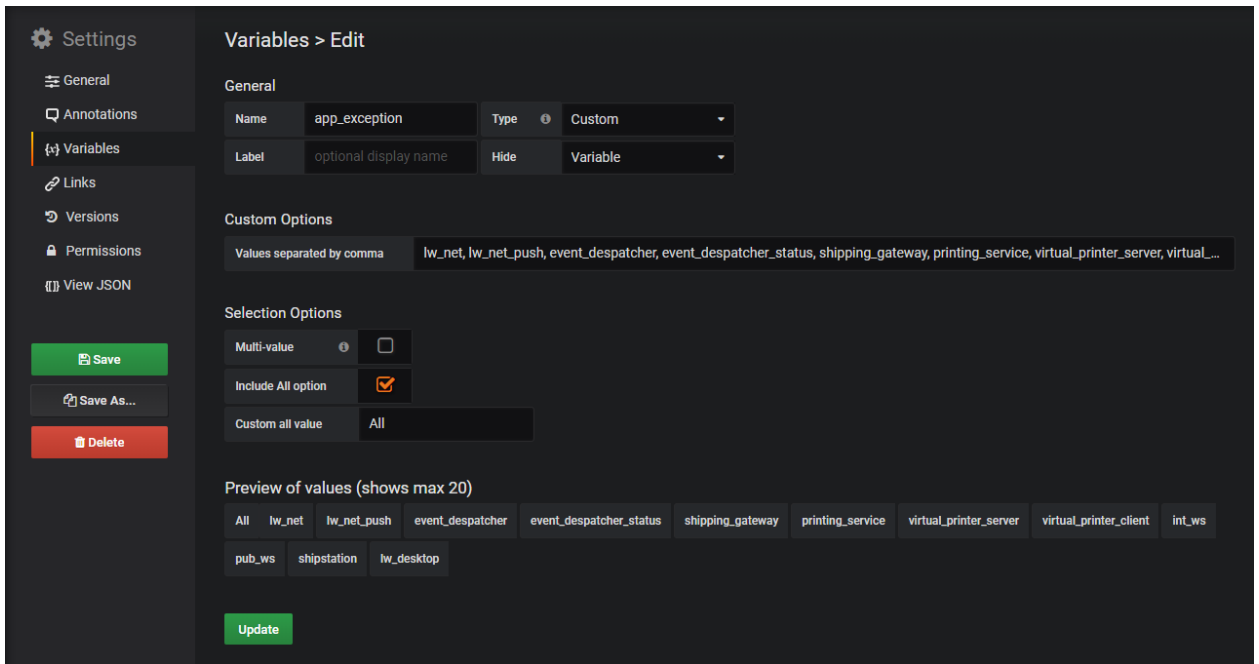 Settings
General
Annotations
{x} Variables
Links
Versions
Permissions
View JSON
Save
Save As...
Delete
Variables > Edit
General
Name app_exception Type Custom
Label optional display name Hide Variable
Custom Options
Values separated by comma lw_net, lw_net_push, event_despatcher, event_despatcher_status, shipping_gateway, printing_service, virtual_printer_server, virtual_...
Selection Options
Multi-value
Include All option
Custom all value All
Preview of values (shows max 20)
All lw_net lw_net_push event_despatcher event_despatcher_status shipping_gateway printing_service virtual_printer_server virtual_printer_client int_ws
pub_ws shipstation lw_desktop
Update